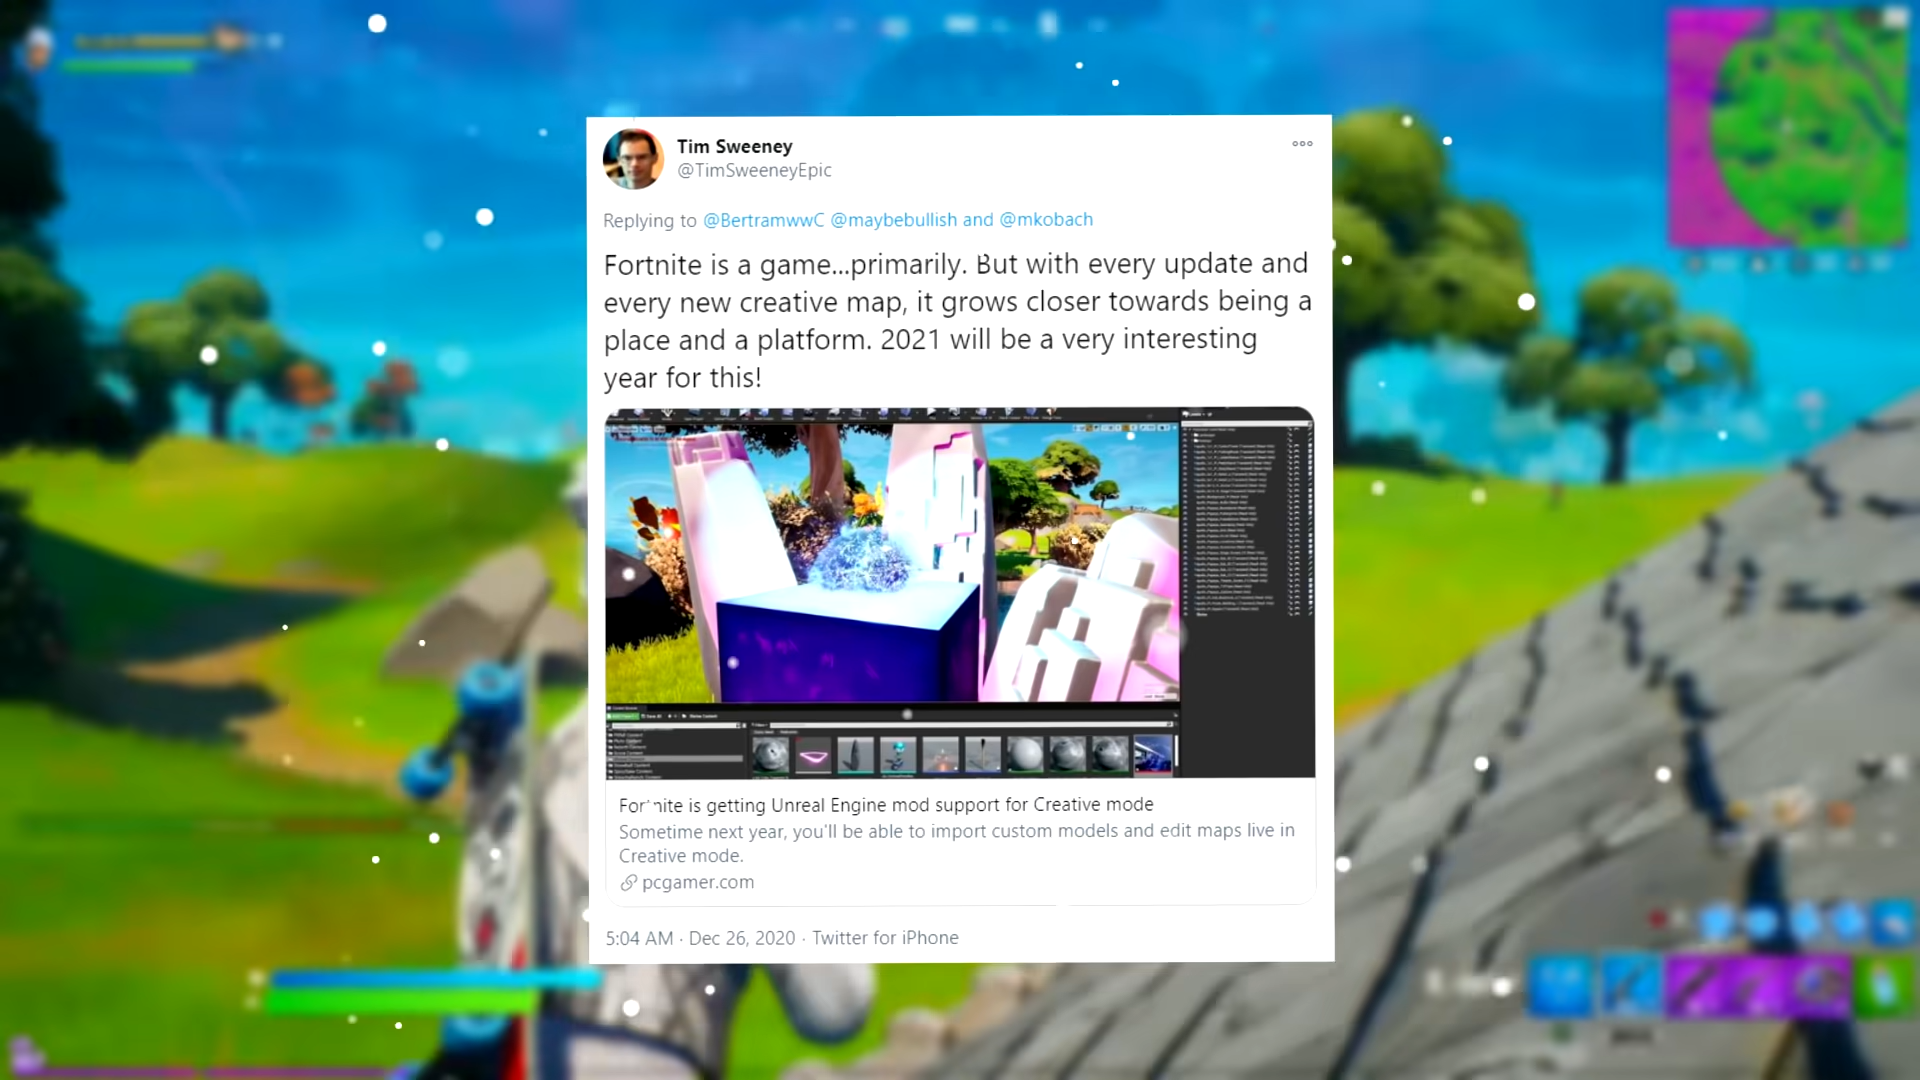 Tim Sweeney
@TimSweeneyEpic
Replying to @BertramwwC @maybebullish and @mkobach
Fortnite is a game...primarily. But with every update and
every new creative map, it grows closer towards being a
place and a platform. 2021 will be a very interesting
year for this!
Fortnite is getting Unreal Engine mod support for Creative mode
Sometime next year, you'll be able to import custom models and edit maps live in
Creative mode.
pcgamer.com
5:04 AM · Dec 26, 2020 · Twitter for iPhone